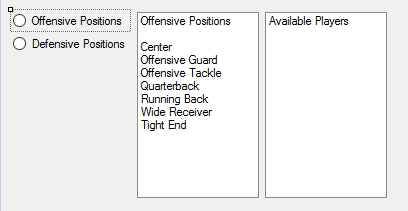 Offensive Positions
Defensive Positions
Offensive Positions
Center
Offensive Guard
Offensive Tackle
Quarterback
Running Back
Wide Receiver
Tight End
Available Players